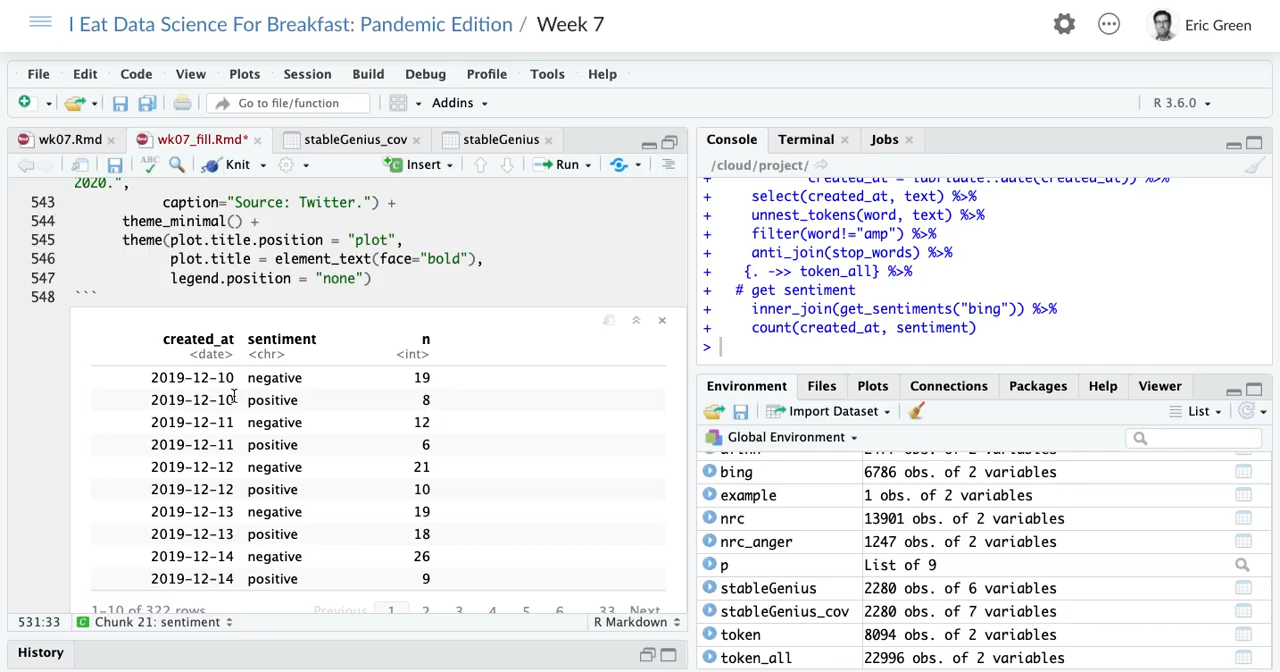 I Eat Data Science For Breakfast: Pandemic Edition / Week 7
Eric Green
File Edit Code View Plots Session Build Debug Profile Tools Help
Go to file/function
Addins
R 3.6.0
wk07.Rmd
wk07_fill.Rmd*
stableGenius_cov
stableGenius
ABC
Knit
Insert
Run
2020.",
543 caption="Source: Twitter.") +
544 theme_minimal() +
545 theme(plot.title.position = "plot",
546 plot.title = element_text(face="bold"),
547 legend.position = "none")
548 ```
created_at sentiment n
<date> <chr> <int>
2019-12-10 negative 19
2019-12-10 positive 8
2019-12-11 negative 12
2019-12-11 positive 6
2019-12-12 negative 21
2019-12-12 positive 10
2019-12-13 negative 19
2019-12-13 positive 18
2019-12-14 negative 26
2019-12-14 positive 9
1-10 of 322 rows Previous 1 2 3 4 5 6 33 Next
531:33 Chunk 21: sentiment R Markdown
History
Console Terminal Jobs
/cloud/project/
+ created_at = lubridate::date(created_at)) %>%
+ select(created_at, text) %>%
+ unnest_tokens(word, text) %>%
+ filter(word!="amp") %>%
+ anti_join(stop_words) %>%
+ {. ->> token_all} %>%
+ # get sentiment
+ inner_join(get_sentiments("bing")) %>%
+ count(created_at, sentiment)
>
Environment Files Plots Connections Packages Help Viewer
Import Dataset List
Global Environment
bing 6786 obs. of 2 variables
example 1 obs. of 2 variables
nrc 13901 obs. of 2 variables
nrc_anger 1247 obs. of 2 variables
p List of 9
stableGenius 2280 obs. of 6 variables
stableGenius_cov 2280 obs. of 7 variables
token 8094 obs. of 2 variables
token_all 22996 obs. of 2 variables